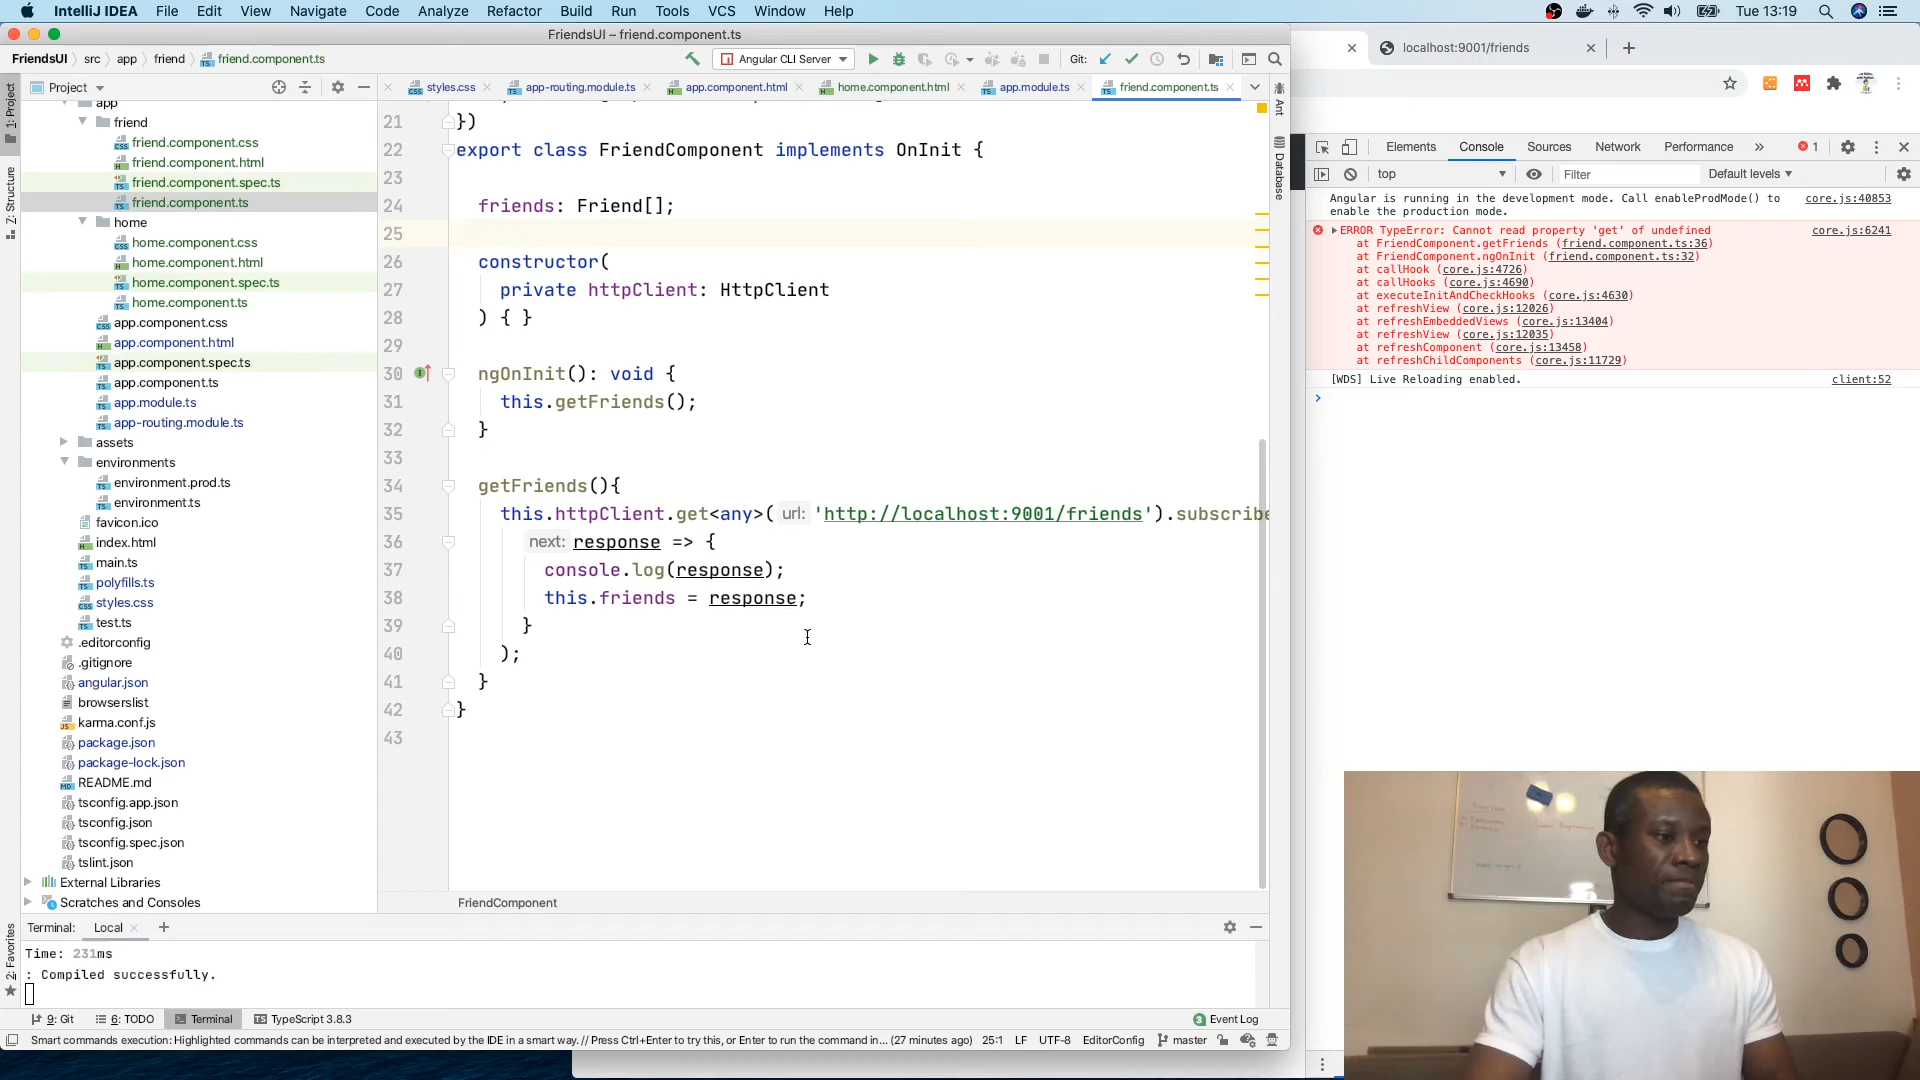 IntelliJ IDEA File Edit View Navigate Code Analyze Refactor Build Run Tools VCS Window Help Tue 13:19
FriendsUI – friend.component.ts
FriendsUI src app friend friend.component.ts Angular CLI Server Git:
Project styles.css app-routing.module.ts app.component.html home.component.html app.module.ts friend.component.ts
1: Project
7: Structure
2: Favorites
app
friend
friend.component.css
friend.component.html
friend.component.spec.ts
friend.component.ts
home
home.component.css
home.component.html
home.component.spec.ts
home.component.ts
app.component.css
app.component.html
app.component.spec.ts
app.component.ts
app.module.ts
app-routing.module.ts
assets
environments
environment.prod.ts
environment.ts
favicon.ico
index.html
main.ts
polyfills.ts
styles.css
test.ts
.editorconfig
.gitignore
angular.json
browserslist
karma.conf.js
package.json
package-lock.json
README.md
tsconfig.app.json
tsconfig.json
tsconfig.spec.json
tslint.json
External Libraries
Scratches and Consoles
21 })
22 export class FriendComponent implements OnInit {
23
24 friends: Friend[];
25
26 constructor(
27 private httpClient: HttpClient
28 ) { }
29
30 ngOnInit(): void {
31 this.getFriends();
32 }
33
34 getFriends(){
35 this.httpClient.get<any>( url: 'http://localhost:9001/friends').subscribe
36 next: response => {
37 console.log(response);
38 this.friends = response;
39 }
40 );
41 }
42 }
43
FriendComponent
Ant
Database
Terminal: Local
Time: 231ms
: Compiled successfully.
9: Git 6: TODO Terminal TypeScript 3.8.3 3 Event Log
Smart commands execution: Highlighted commands can be interpreted and executed by the IDE in a smart way. // Press Ctrl+Enter to try this, or Enter to run the command in... (27 minutes ago) 25:1 LF UTF-8 EditorConfig master
localhost:9001/friends
Elements Console Sources Network Performance 1
top Filter Default levels
Angular is running in the development mode. Call enableProdMode() to core.js:40853
enable the production mode.
ERROR TypeError: Cannot read property 'get' of undefined core.js:6241
at FriendComponent.getFriends (friend.component.ts:36)
at FriendComponent.ngOnInit (friend.component.ts:32)
at callHook (core.js:4726)
at callHooks (core.js:4690)
at executeInitAndCheckHooks (core.js:4630)
at refreshView (core.js:12026)
at refreshEmbeddedViews (core.js:13404)
at refreshView (core.js:12035)
at refreshComponent (core.js:13458)
at refreshChildComponents (core.js:11729)
[WDS] Live Reloading enabled. client:52